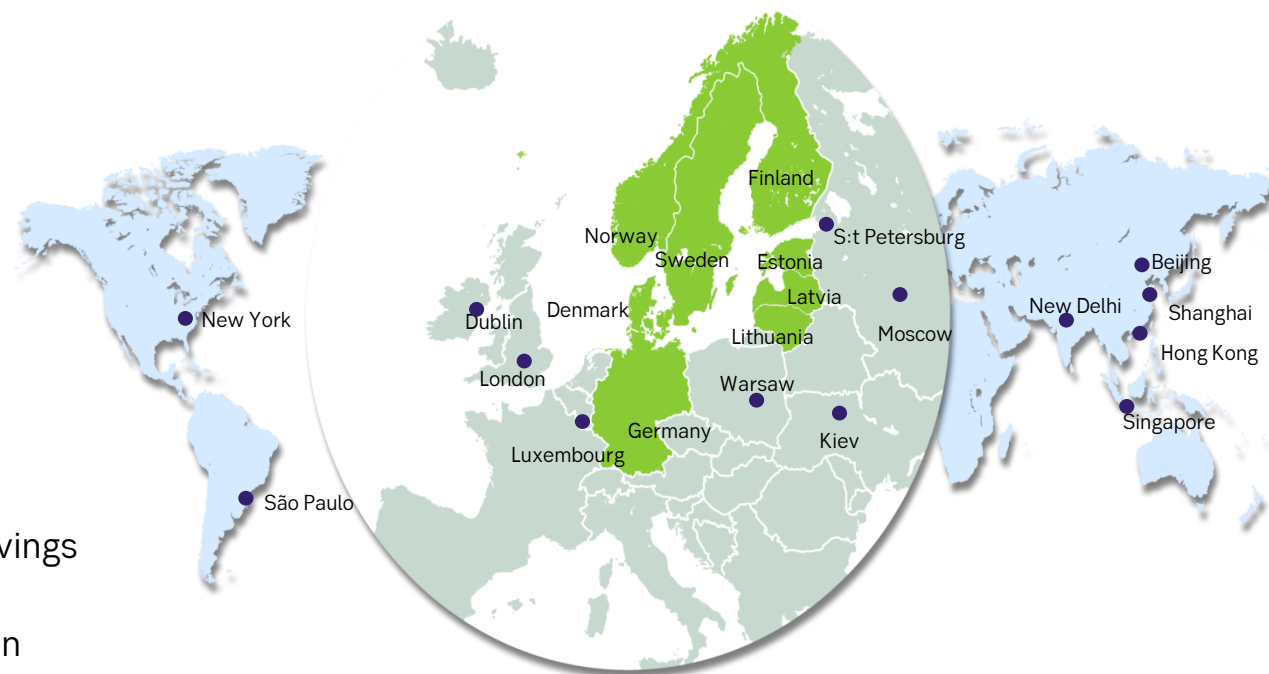 Finland
Norway
S:t Petersburg
Sweden
Estonia
Beijing
Latvia
New Delhi
Denmark
Shanghai
New York
Dublin
Lithuania
Moscow
Hong Kong
London
Warsaw
Singapore
Germany
Kiev
Luxembourg
São Paulo
vings
n